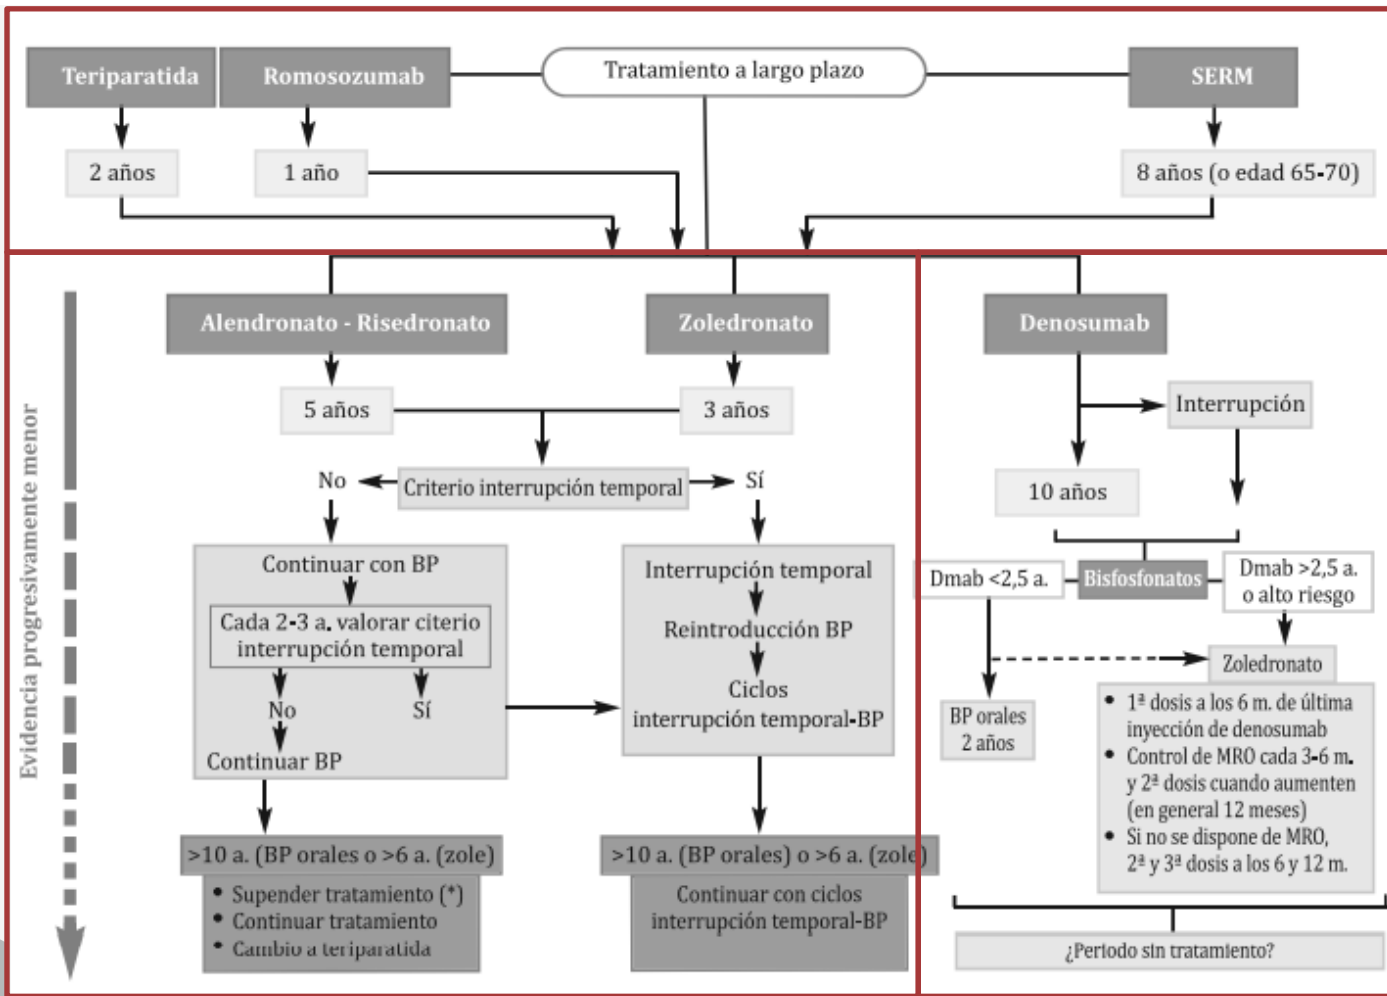 Tratamiento a largo plazo
Teriparatida
Romosozumab
SERM
2 años
1 año
8 años (o edad 65-70)
Evidencia progresivamente menor
Alendronato - Risedronato
Zoledronato
5 años
3 años
No
Criterio interrupción temporal
Sí
Continuar con BP
Cada 2-3 a. valorar citerio
interrupción temporal
No
Sí
Continuar BP
Interrupción temporal
Reintroducción BP
Ciclos
interrupción temporal-BP
>10 a. (BP orales o >6 a. (zole)
• Supender tratamiento (*)
• Continuar tratamiento
• Cambio a teriparatida
>10 a. (BP orales) o >6 a. (zole)
Continuar con ciclos
interrupción temporal-BP
Denosumab
Interrupción
10 años
Dmab <2,5 a.
Bisfosfonatos
Dmab >2,5 a.
o alto riesgo
Zoledronato
BP orales
2 años
• 1ª dosis a los 6 m. de última
inyección de denosumab
• Control de MRO cada 3-6 m.
y 2ª dosis cuando aumenten
(en general 12 meses)
• Si no se dispone de MRO,
2ª y 3ª dosis a los 6 y 12 m.
¿Periodo sin tratamiento?